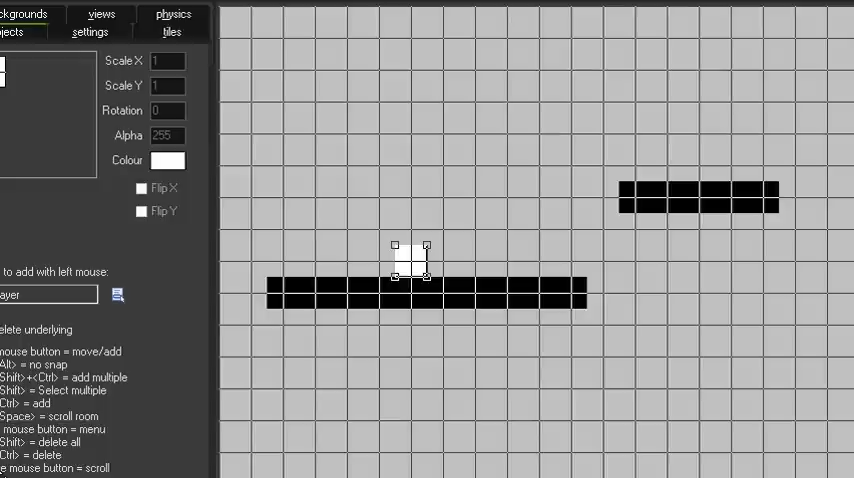 ckgrounds views physics
jects settings tiles
Scale X 1
Scale Y 1
Rotation 0
Alpha 255
Colour
Flip X
Flip Y
to add with left mouse:
ayer
elete underlying
mouse button = move/add
Alt> = no snap
Shift>+<Ctrl> = add multiple
Shift> = Select multiple
Ctrl> = add
Space> = scroll room
mouse button = menu
Shift> = delete all
Ctrl> = delete
e mouse button = scroll